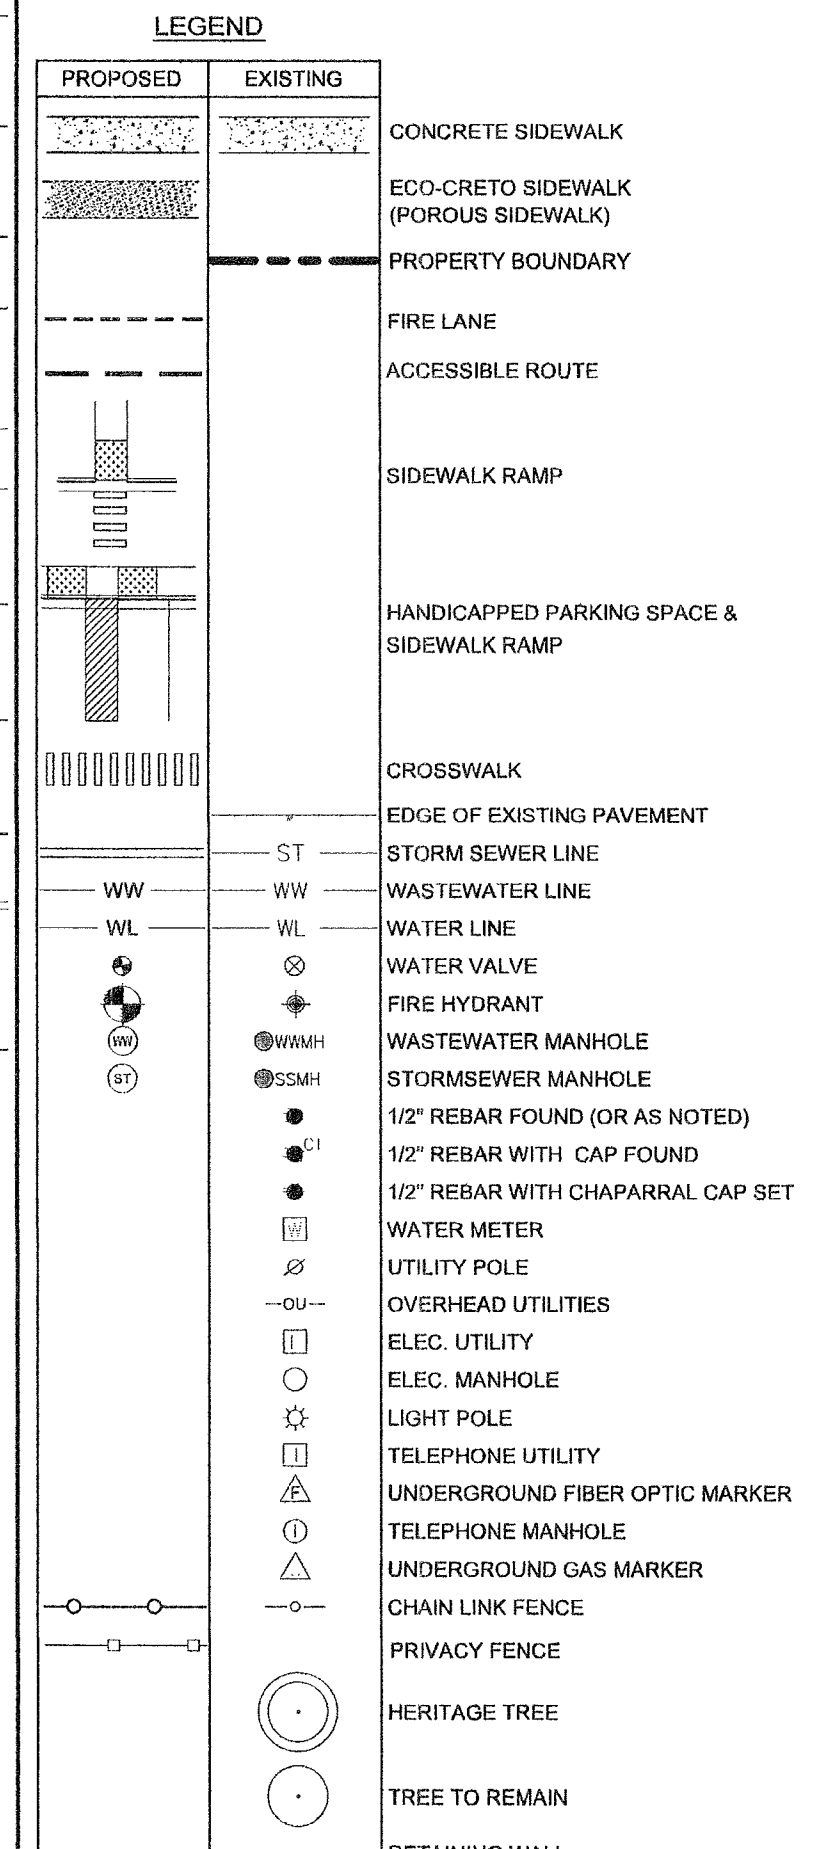 LEGEND
PROPOSED EXISTING
CONCRETE SIDEWALK
ECO-CRETO SIDEWALK
(POROUS SIDEWALK)
PROPERTY BOUNDARY
FIRE LANE
ACCESSIBLE ROUTE
SIDEWALK RAMP
HANDICAPPED PARKING SPACE &
SIDEWALK RAMP
CROSSWALK
EDGE OF EXISTING PAVEMENT
ST STORM SEWER LINE
WW WW WASTEWATER LINE
WL WL WATER LINE
WATER VALVE
FIRE HYDRANT
WW WWMH WASTEWATER MANHOLE
ST SSMH STORMSEWER MANHOLE
1/2" REBAR FOUND (OR AS NOTED)
1/2" REBAR WITH CAP FOUND
1/2" REBAR WITH CHAPARRAL CAP SET
W WATER METER
UTILITY POLE
OU OVERHEAD UTILITIES
ELEC. UTILITY
ELEC. MANHOLE
LIGHT POLE
TELEPHONE UTILITY
F UNDERGROUND FIBER OPTIC MARKER
TELEPHONE MANHOLE
UNDERGROUND GAS MARKER
CHAIN LINK FENCE
PRIVACY FENCE
HERITAGE TREE
TREE TO REMAIN